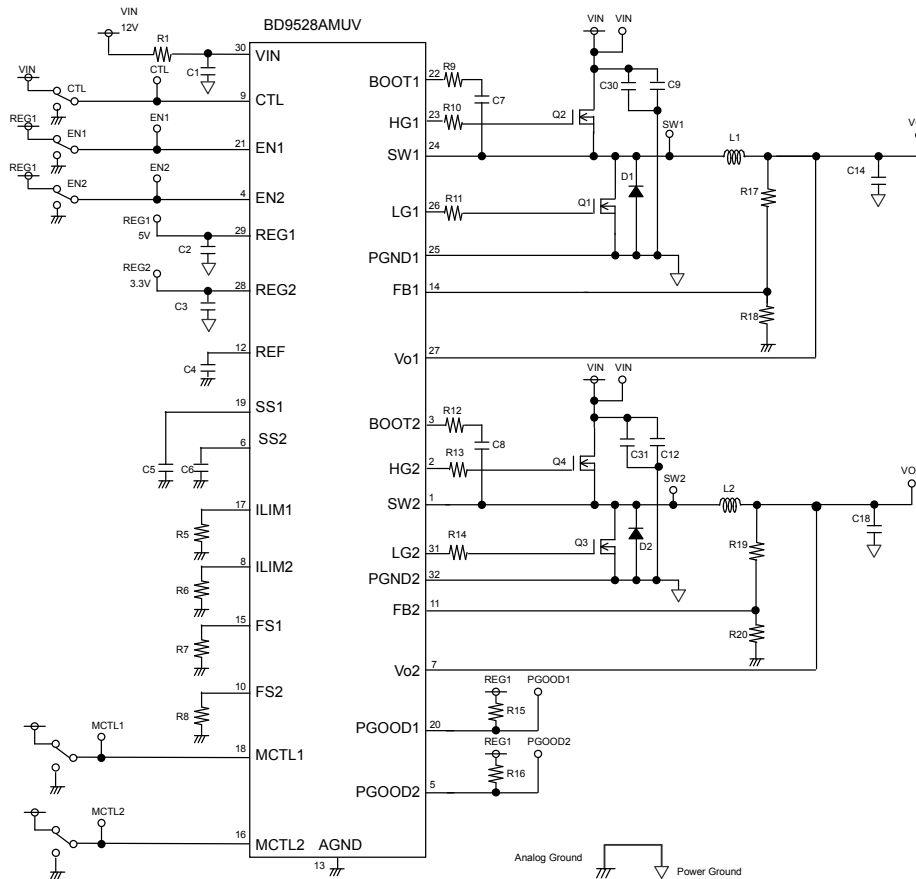 BD9528AMUV
VIN
12V
R1
30
VIN
C1
VIN
CTL
CTL
9
CTL
REG1
EN1
EN1
21
EN1
REG1
EN2
EN2
4
EN2
REG1
5V
29
REG1
C2
REG2
3.3V
28
REG2
C3
12
REF
C4
19
SS1
6
SS2
C5
C6
17
ILIM1
R5
8
ILIM2
R6
15
FS1
R7
10
FS2
R8
MCTL1
18
MCTL1
MCTL2
16
MCTL2
AGND
13
VIN
VIN
BOOT1
22
R9
C7
C30
C9
HG1
23
R10
Q2
SW1
24
SW1
L1
C14
D1
R17
LG1
26
R11
Q1
PGND1
25
FB1
14
R18
Vo1
27
VIN
VIN
BOOT2
3
R12
C8
C31
C12
HG2
2
R13
Q4
SW2
1
SW2
L2
VO
C18
LG2
31
R14
Q3
D2
R19
PGND2
32
FB2
11
R20
Vo2
7
REG1
PGOOD1
R15
PGOOD1
20
REG1
PGOOD2
R16
PGOOD2
5
Analog Ground
Power Ground